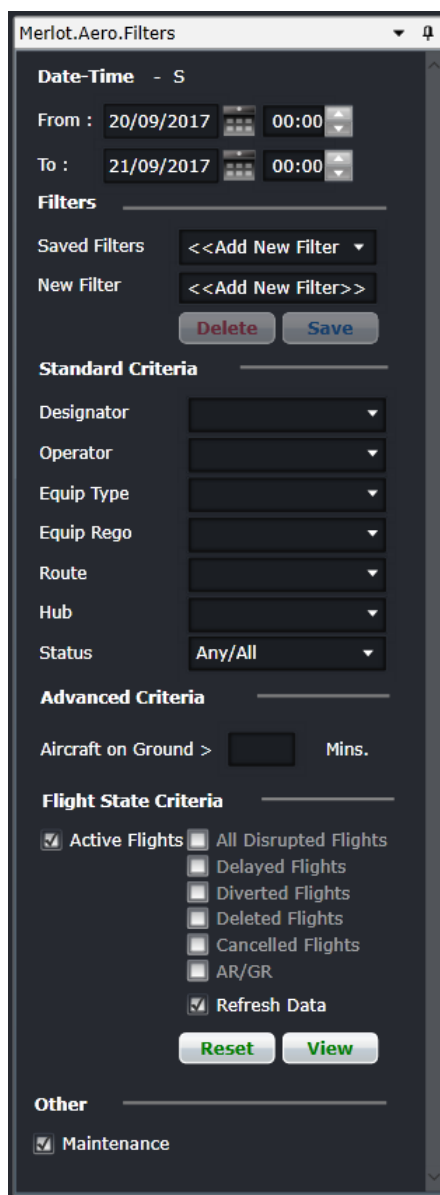 Merlot.Aero.Filters
Date-Time - S
From : 20/09/2017 00:00
To : 21/09/2017 00:00
Filters
Saved Filters <<Add New Filter
New Filter <<Add New Filter>>
Delete Save
Standard Criteria
Designator
Operator
Equip Type
Equip Rego
Route
Hub
Status Any/All
Advanced Criteria
Aircraft on Ground > Mins.
Flight State Criteria
Active Flights All Disrupted Flights
Delayed Flights
Diverted Flights
Deleted Flights
Cancelled Flights
AR/GR
Refresh Data
Reset View
Other
Maintenance